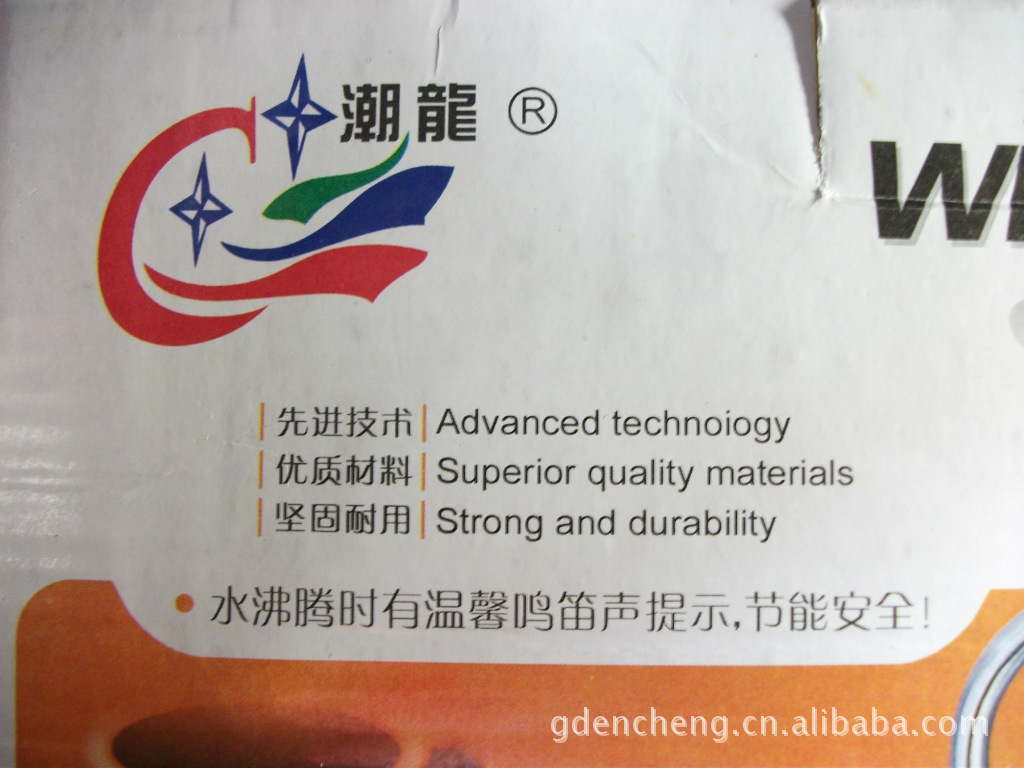 潮龍 ®
先进技术 Advanced technoiogy
优质材料 Superior quality materials
坚固耐用 Strong and durability
水沸腾时有温馨鸣笛声提示,节能安全!
gdencheng.cn.alibaba.com